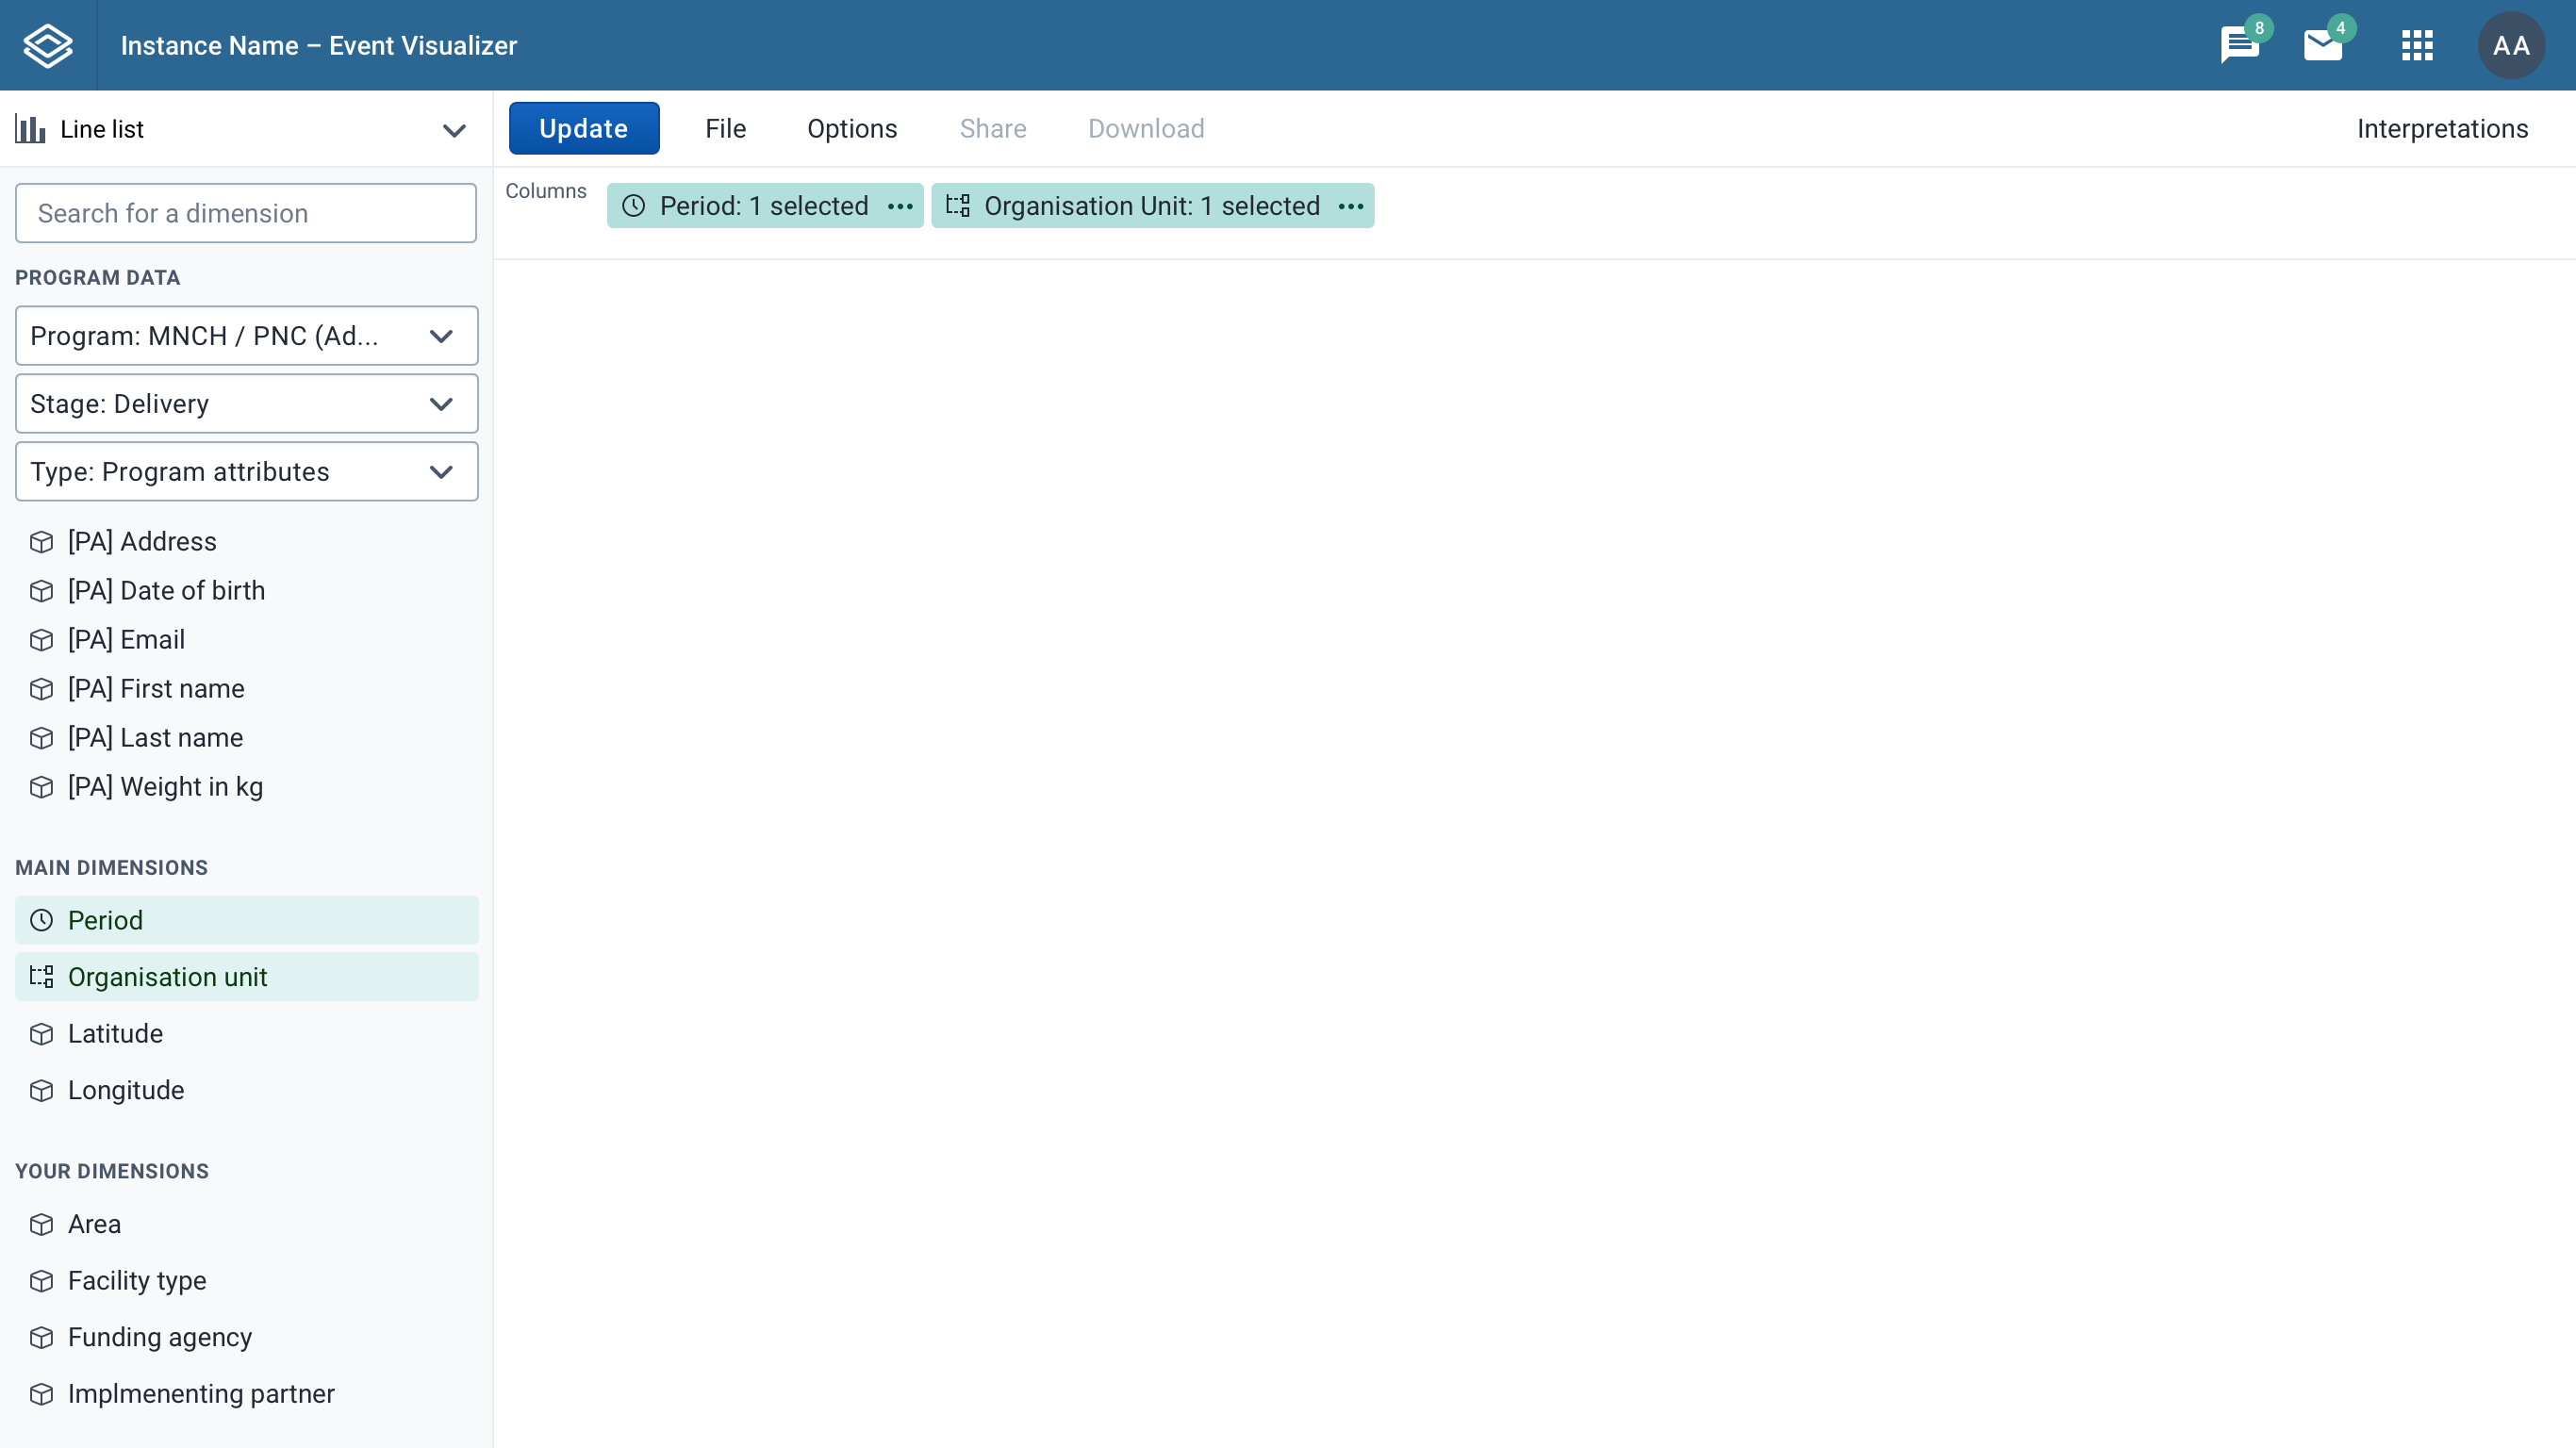 Instance Name – Event Visualizer
8
4
AA
Line list
Update
File
Options
Share
Download
Interpretations
Search for a dimension
Columns
Period: 1 selected
Organisation Unit: 1 selected
PROGRAM DATA
Program: MNCH / PNC (Ad...
Stage: Delivery
Type: Program attributes
[PA] Address
[PA] Date of birth
[PA] Email
[PA] First name
[PA] Last name
[PA] Weight in kg
MAIN DIMENSIONS
Period
Organisation unit
Latitude
Longitude
YOUR DIMENSIONS
Area
Facility type
Funding agency
Implmenenting partner